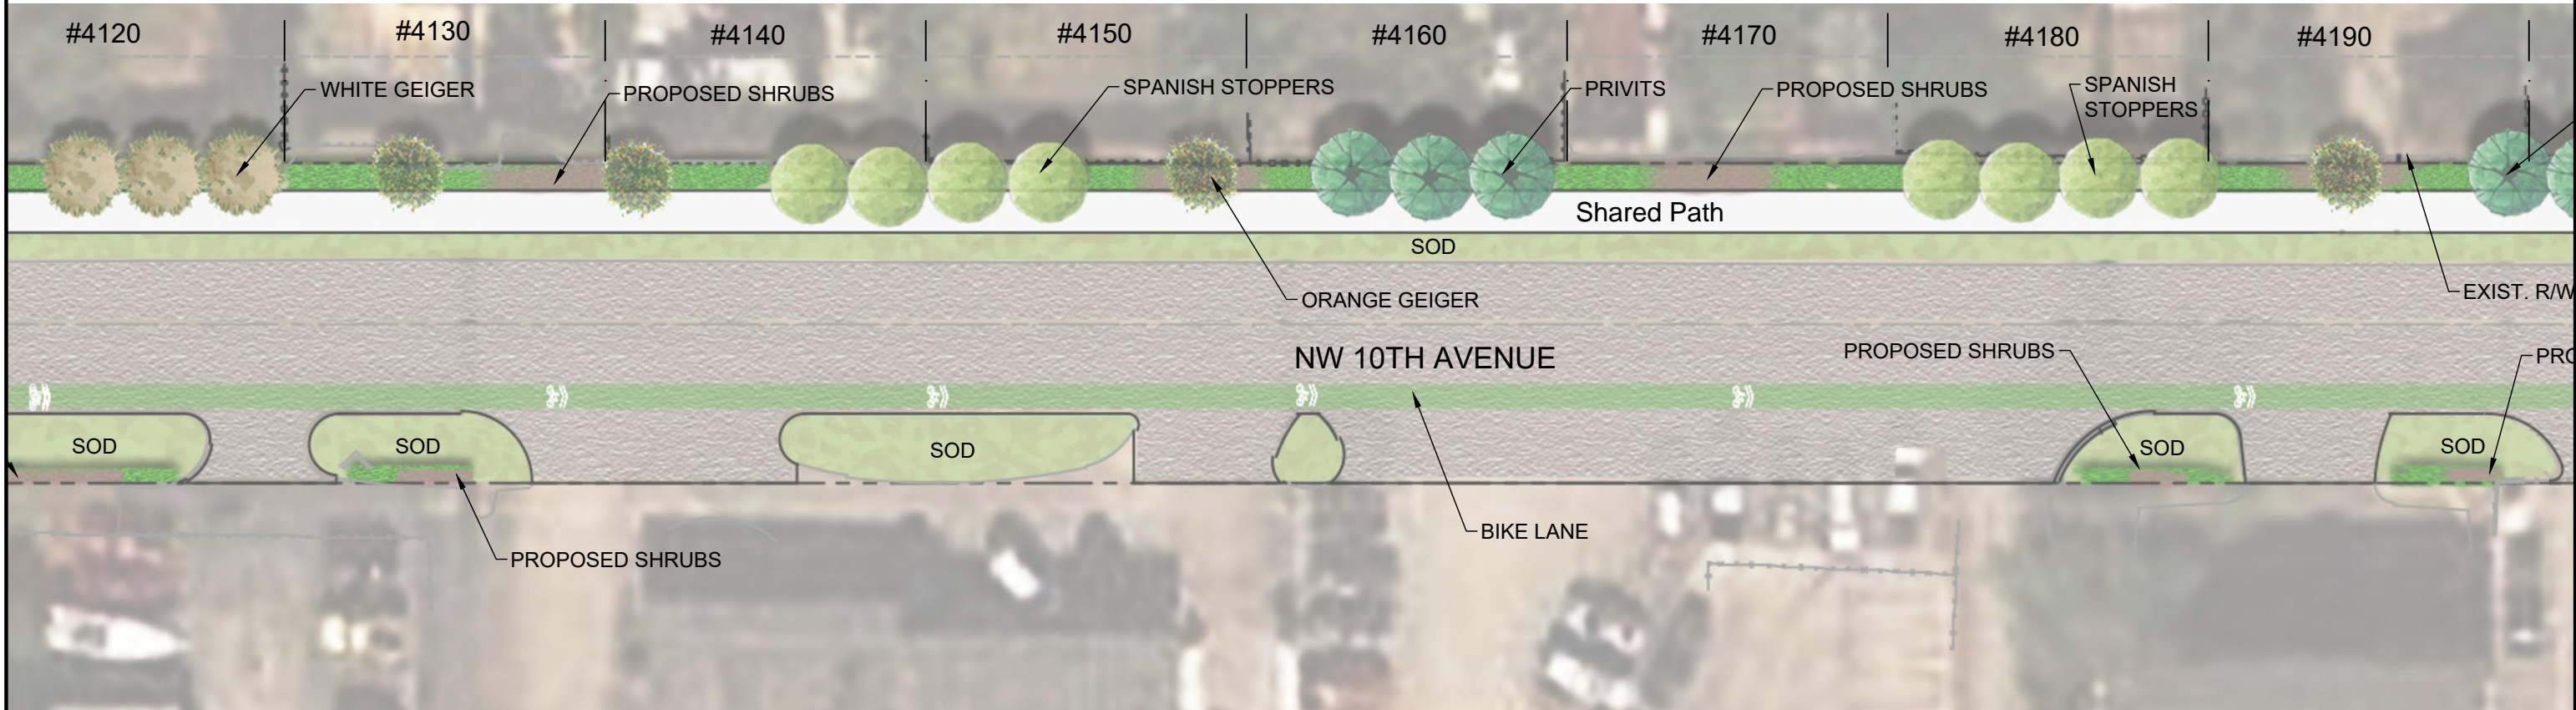 #4120
#4130
#4140
#4150
#4160
#4170
#4180
#4190
WHITE GEIGER
PROPOSED SHRUBS
SPANISH STOPPERS
PRIVITS
PROPOSED SHRUBS
SPANISH
STOPPERS
Shared Path
SOD
ORANGE GEIGER
EXIST. R/W
NW 10TH AVENUE
PROPOSED SHRUBS
SOD
SOD
SOD
SOD
SOD
BIKE LANE
PROPOSED SHRUBS